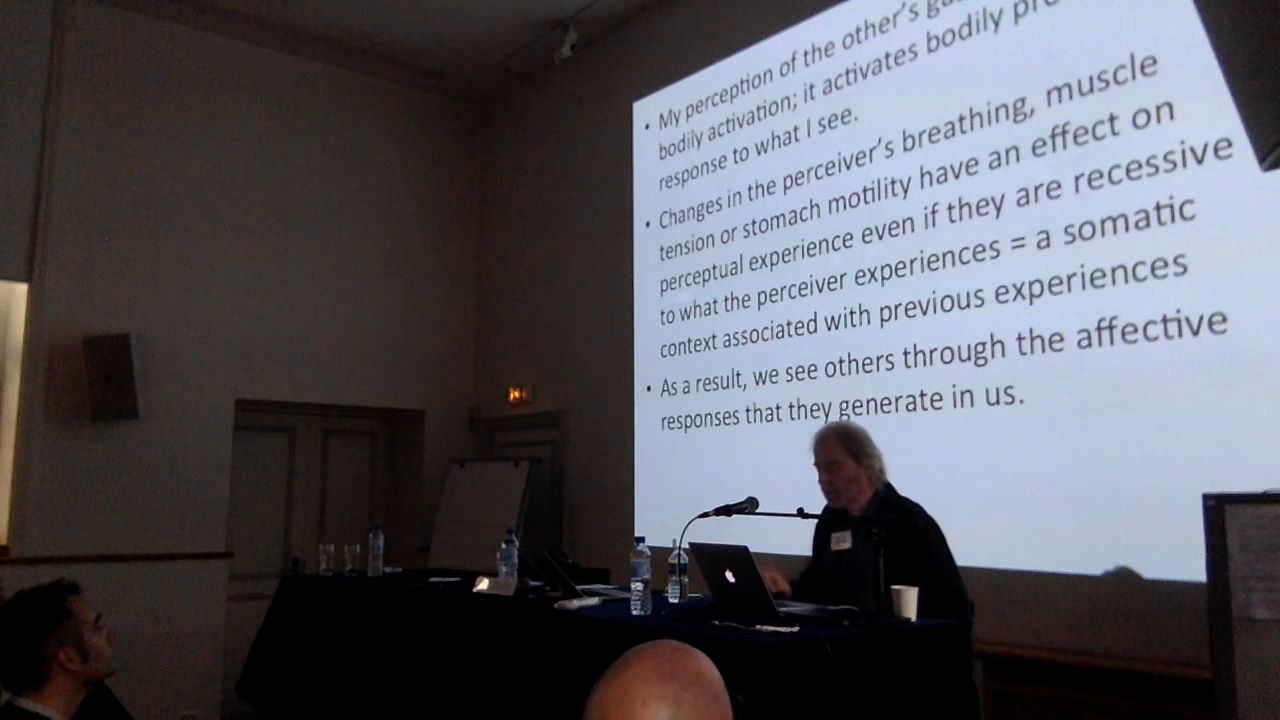 • My perception of the other's
bodily activation; it activates bodily
response to what I see.
• Changes in the perceiver's breathing, muscle
tension or stomach motility have an effect on
perceptual experience even if they are recessive
to what the perceiver experiences = a somatic
context associated with previous experiences
• As a result, we see others through the affective
responses that they generate in us.